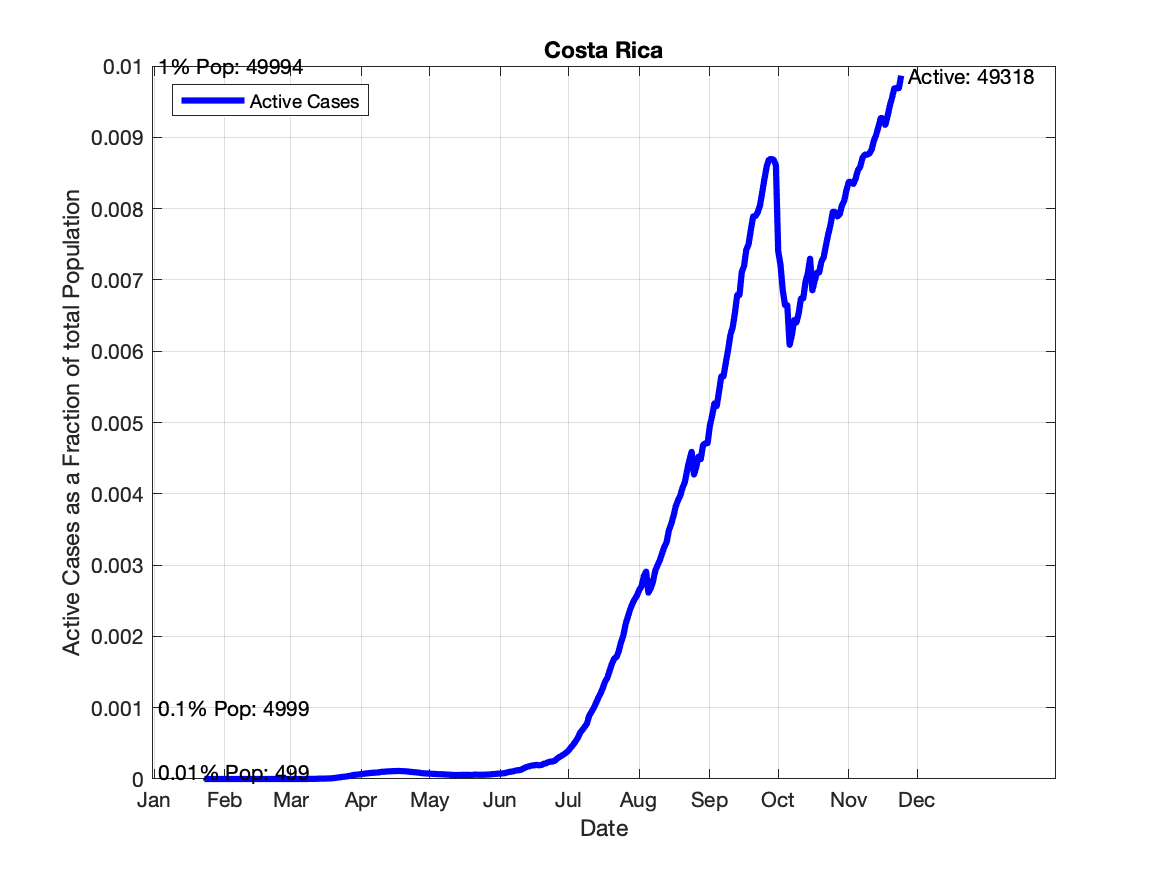 Costa Rica
1% Pop: 49994
Active: 49318
Active Cases
0.01
0.009
0.008
0.007
0.006
0.005
0.004
0.003
0.002
0.001
0
0.1% Pop: 4999
0.01% Pop: 499
Active Cases as a Fraction of total Population
Jan Feb Mar Apr May Jun Jul Aug Sep Oct Nov Dec
Date